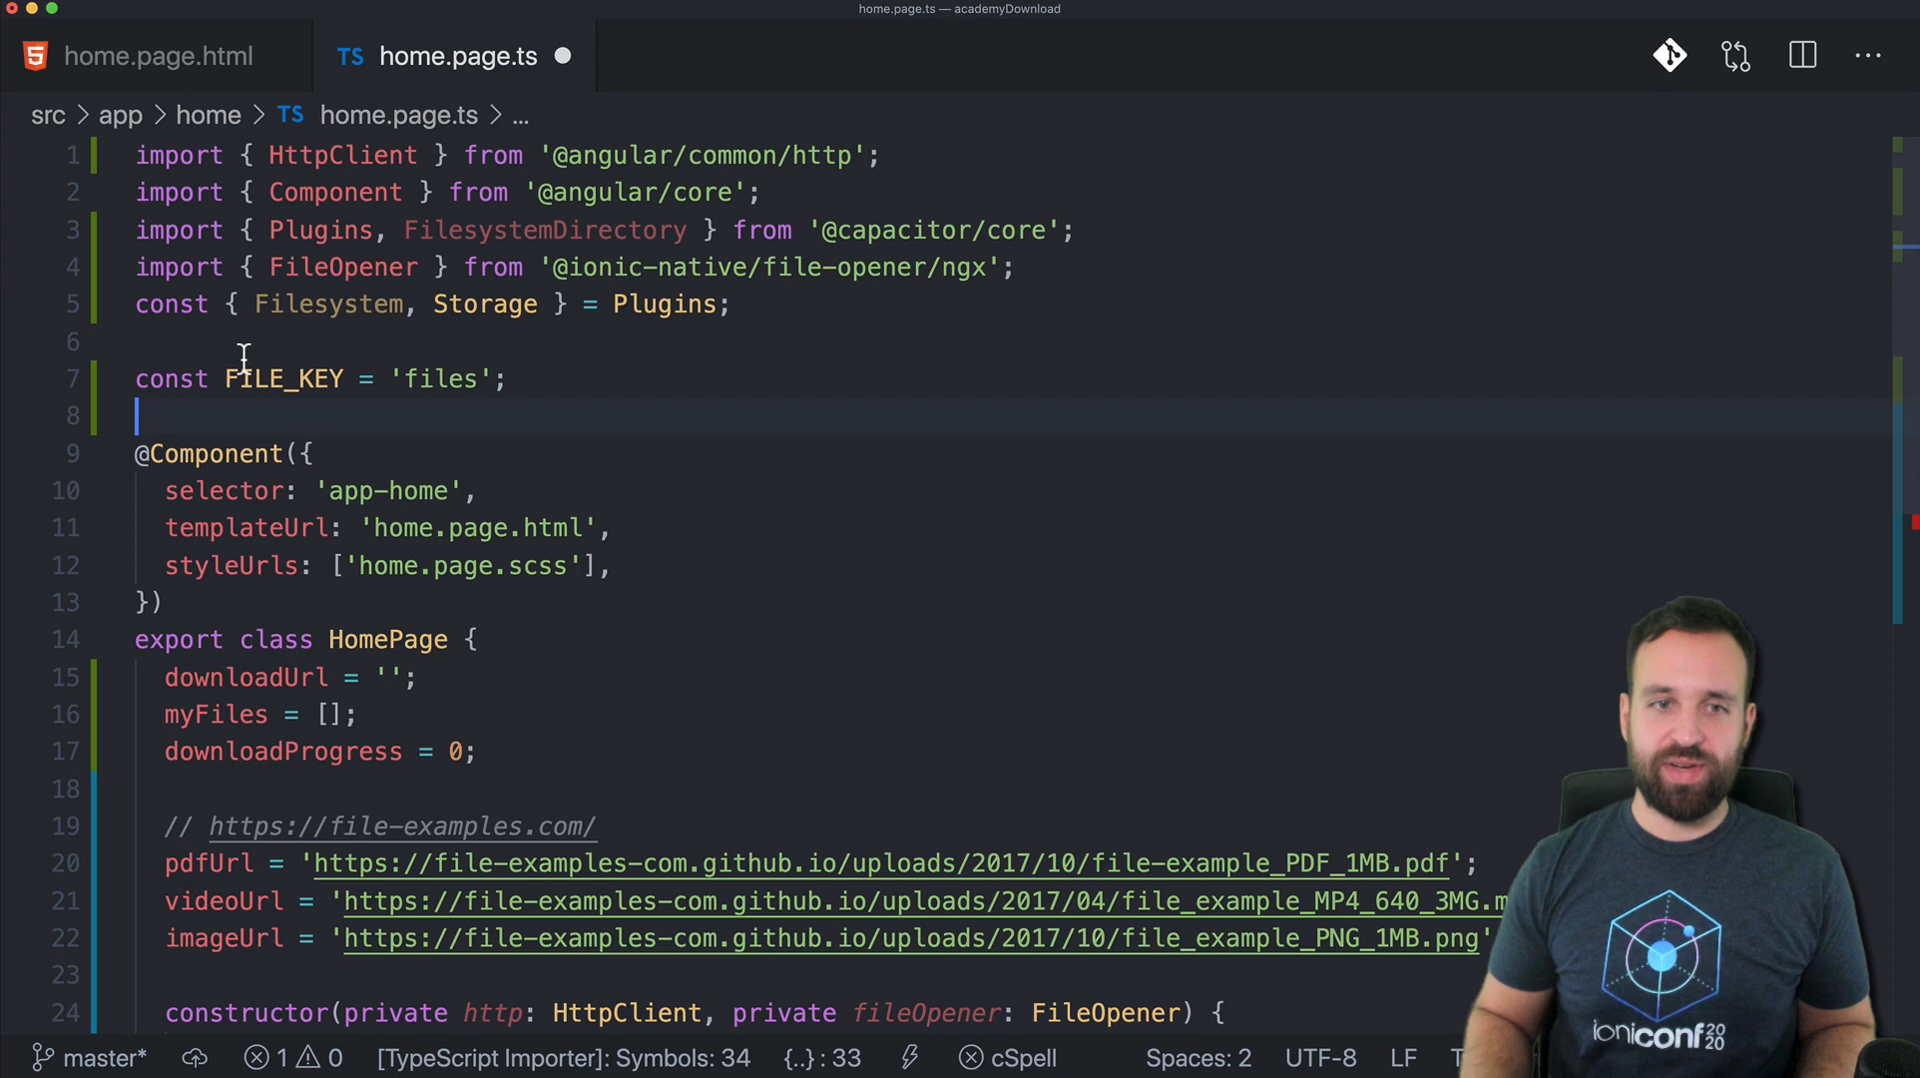 home.page.ts — academyDownload
home.page.html
TS home.page.ts
src > app > home > TS home.page.ts > ...
1 import { HttpClient } from '@angular/common/http';
2 import { Component } from '@angular/core';
3 import { Plugins, FilesystemDirectory } from '@capacitor/core';
4 import { FileOpener } from '@ionic-native/file-opener/ngx';
5 const { Filesystem, Storage } = Plugins;
6
7 const FILE_KEY = 'files';
8
9 @Component({
10 selector: 'app-home',
11 templateUrl: 'home.page.html',
12 styleUrls: ['home.page.scss'],
13 })
14 export class HomePage {
15 downloadUrl = '';
16 myFiles = [];
17 downloadProgress = 0;
18
19 // https://file-examples.com/
20 pdfUrl = 'https://file-examples-com.github.io/uploads/2017/10/file-example_PDF_1MB.pdf';
21 videoUrl = 'https://file-examples-com.github.io/uploads/2017/04/file_example_MP4_640_3MG.m
22 imageUrl = 'https://file-examples-com.github.io/uploads/2017/10/file_example_PNG_1MB.png'
23
24 constructor(private http: HttpClient, private fileOpener: FileOpener) {
ioniconf 2020
master* 1 0 [TypeScript Importer]: Symbols: 34 {..} : 33 cSpell Spaces: 2 UTF-8 LF